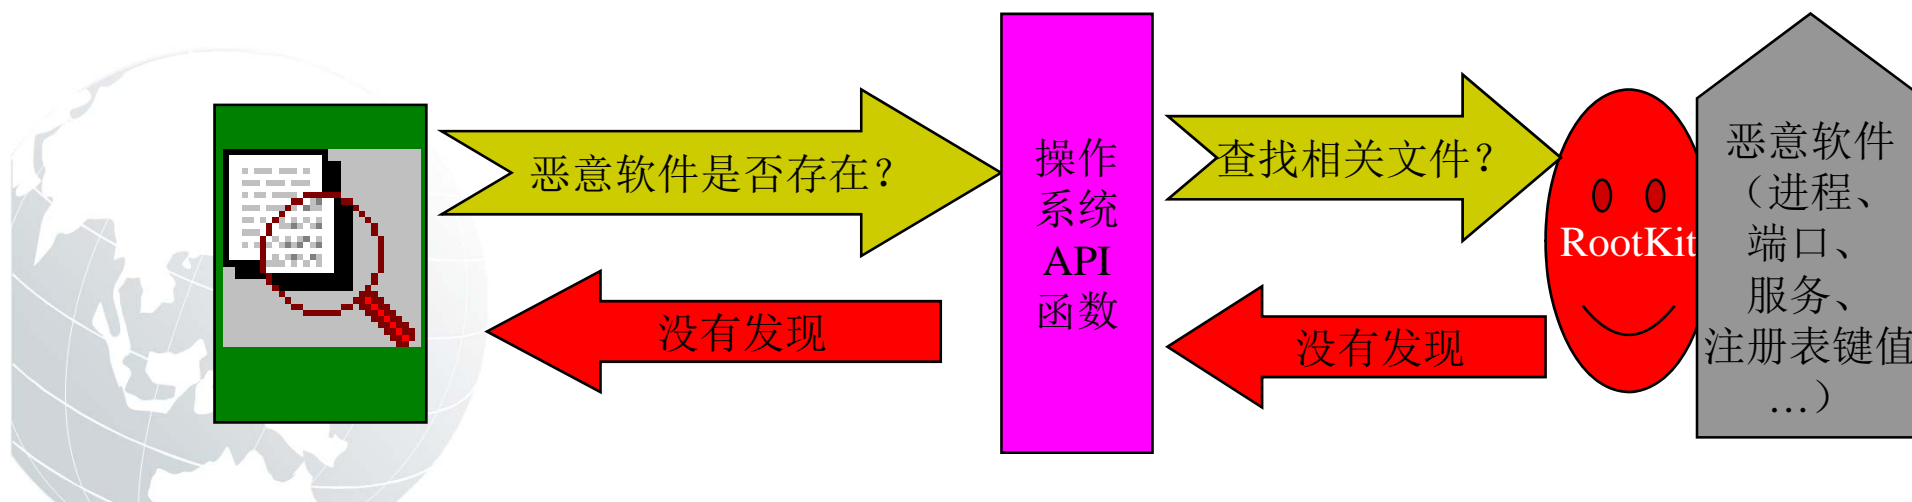 恶意软件是否存在？
没有发现
操作
系统
API
函数
查找相关文件？
没有发现
RootKit
恶意软件
（进程、
端口、
服务、
注册表键值
…）